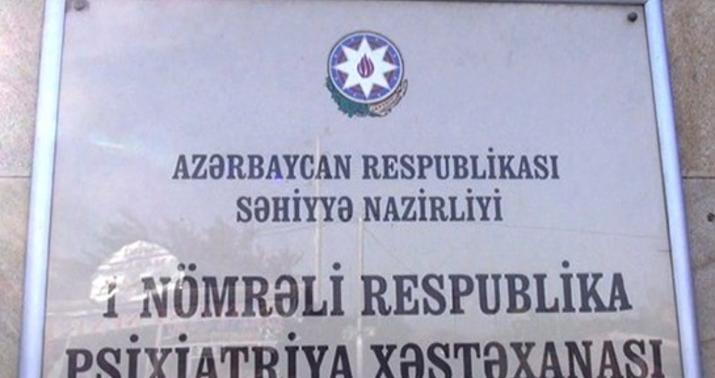 AZƏRBAYCAN RESPUBLİKASI
SƏHİYYƏ NAZİRLİYİ
1 NÖMRƏLİ RESPUBLİKA
PSİXİATRİYA XƏSTƏXANASI